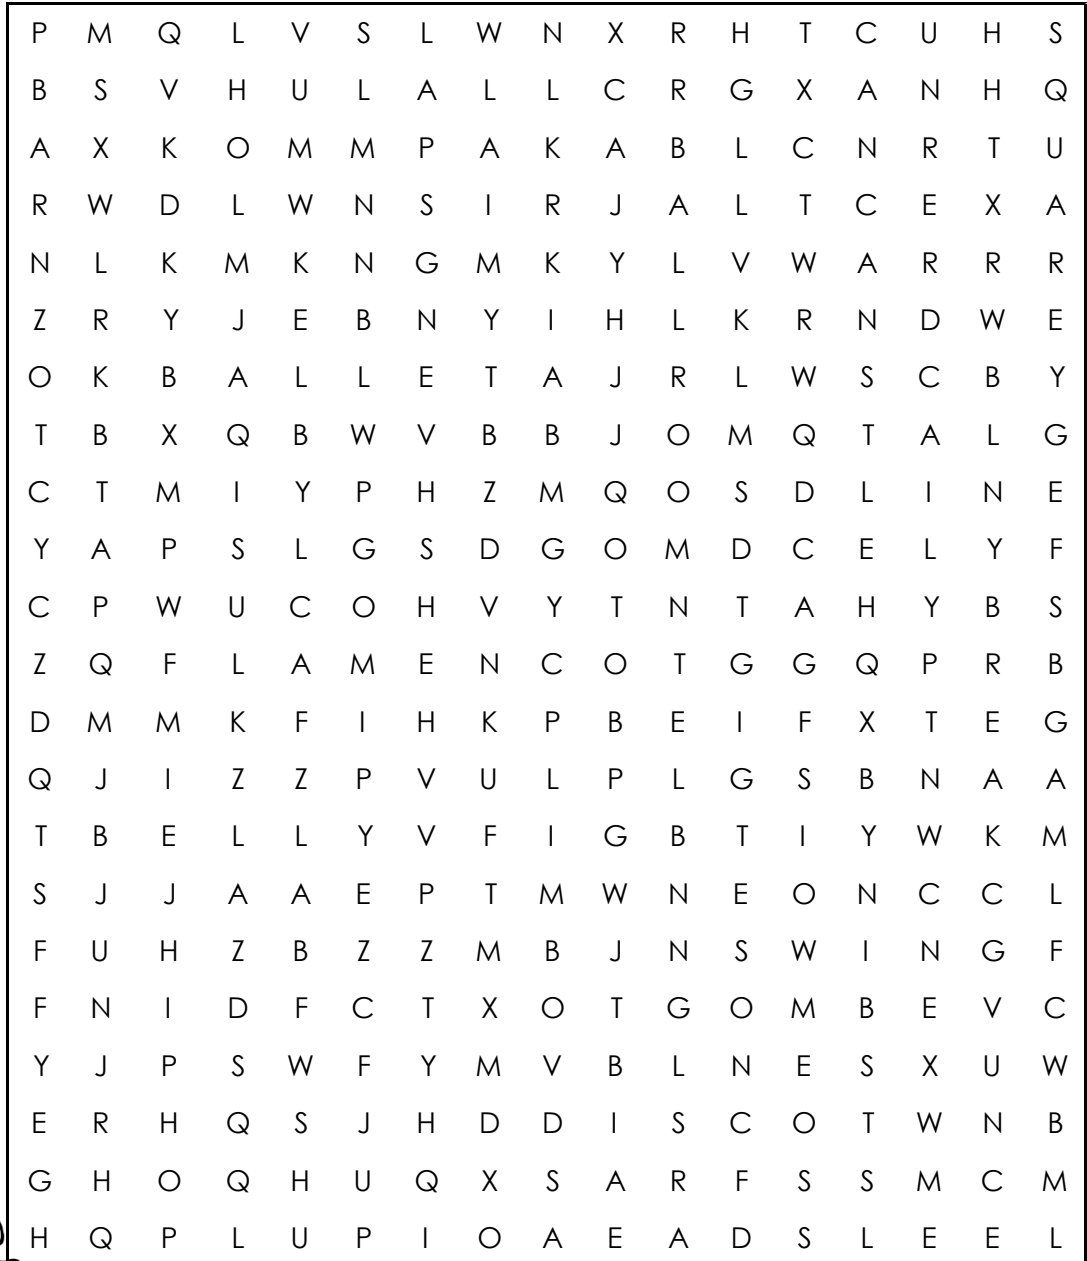 P M Q L V S L W N X R H T C U H S
B S V H U L A L L C R G X A N H Q
A X K O M M P A K A B L C N R T U
R W D L W N S I R J A L T C E X A
N L K M K N G M K Y L V W A R R R
Z R Y J E B N Y I H L K R N D W E
O K B A L L E T A J R L W S C B Y
T B X Q B W V B B J O M Q T A L G
C T M I Y P H Z M Q O S D L I N E
Y A P S L G S D G O M D C E L Y F
C P W U C O H V Y T N T A H Y B S
Z Q F L A M E N C O T G G Q P R B
D M M K F I H K P B E I F X T E G
Q J I Z Z P V U L P L G S B N A A
T B E L L Y V F I G B T I Y W K M
S J J A A E P T M W N E O N C C L
F U H Z B Z Z M B J N S W I N G F
F N I D F C T X O T G O M B E V C
Y J P S W F Y M V B L N E S X U W
E R H Q S J H D D I S C O T W N B
G H O Q H U Q X S A R F S S M C M
H Q P L U P I O A E A D S L E E L